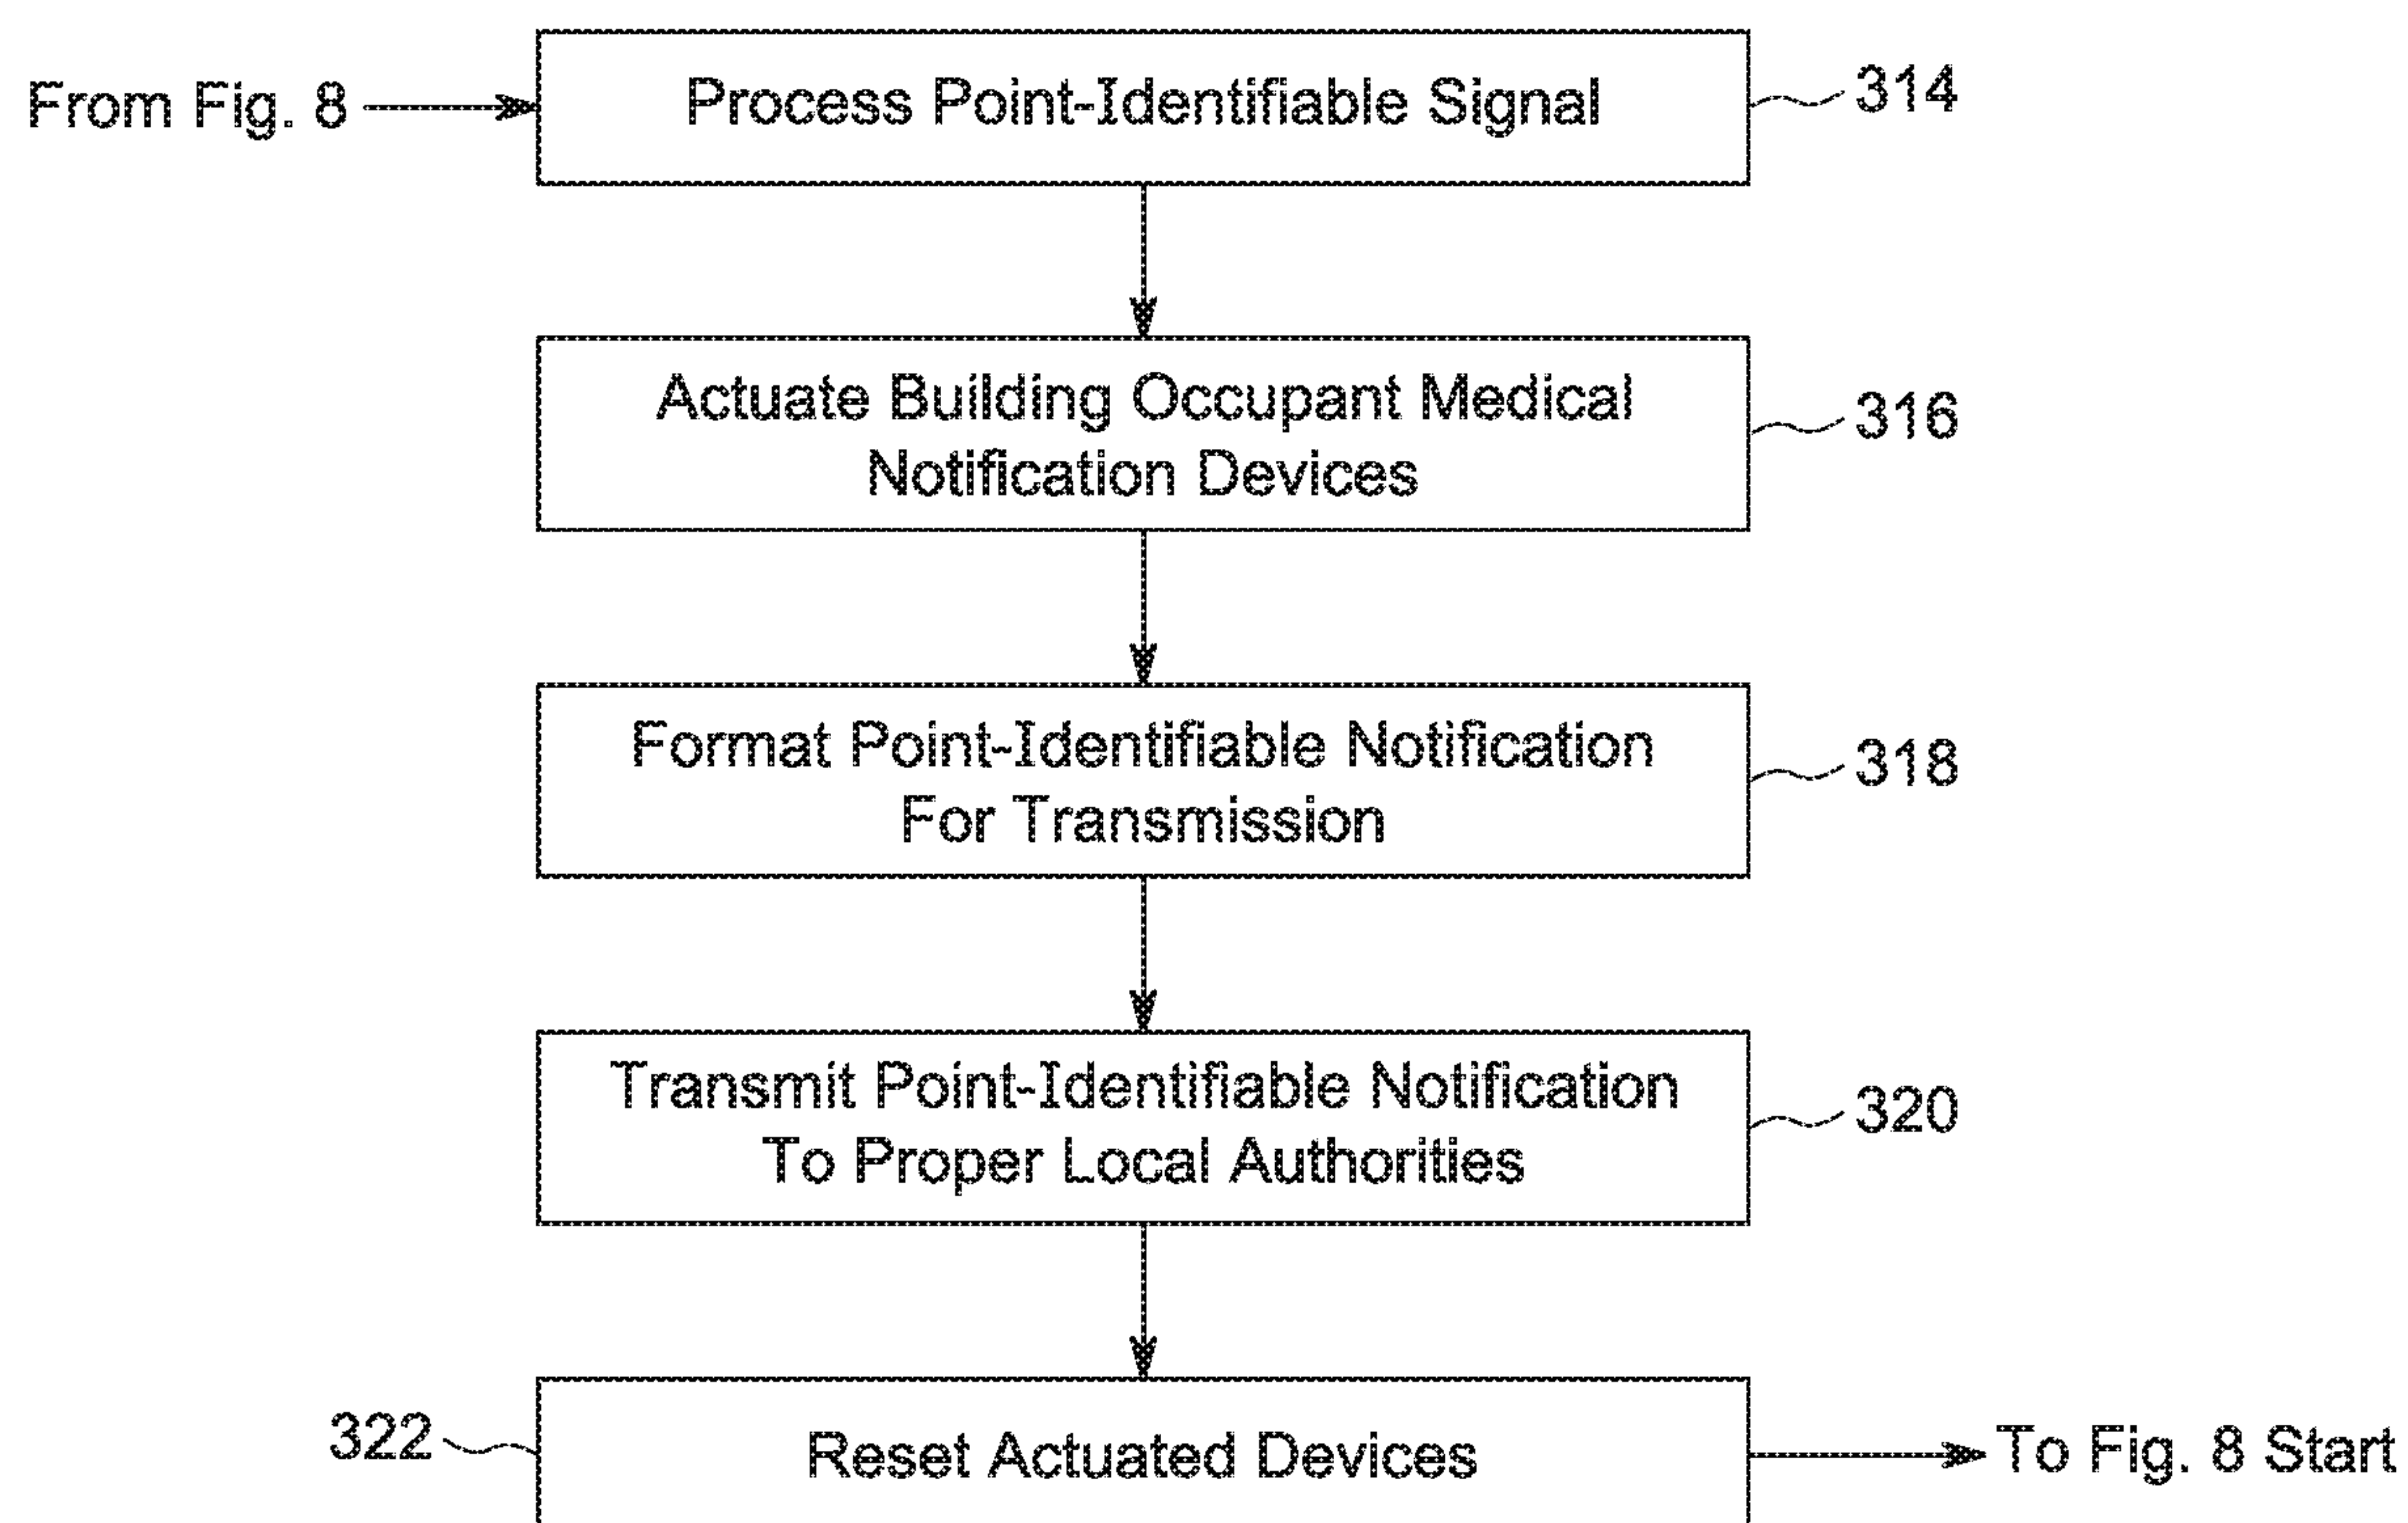 From Fig. 8
Process Point-Identifiable Signal
314
Actuate Building Occupant Medical
Notification Devices
316
Format Point-Identifiable Notification
For Transmission
318
Transmit Point-Identifiable Notification
To Proper Local Authorities
320
322
Reset Actuated Devices
To Fig. 8 Start